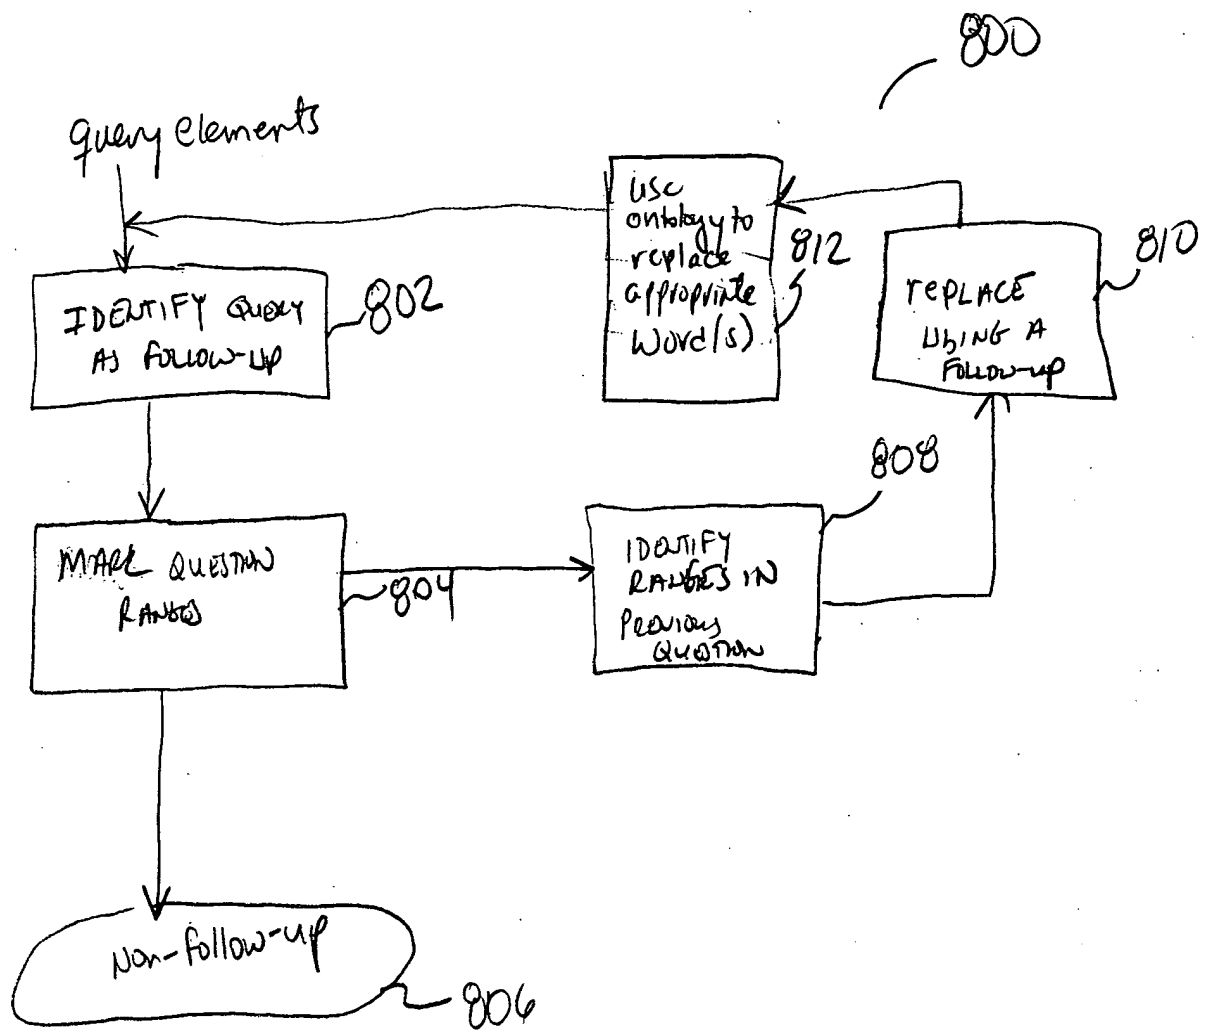 800
query elements
use
ontology to
replace
appropriate
word(s)
812
810
REPLACE
USING A
FOLLOW-UP
IDENTIFY QUERY
AS FOLLOW-UP
802
808
MARK QUESTION
RANGES
804
IDENTIFY
RANGES IN
PREVIOUS
QUESTION
Non-follow-up
806